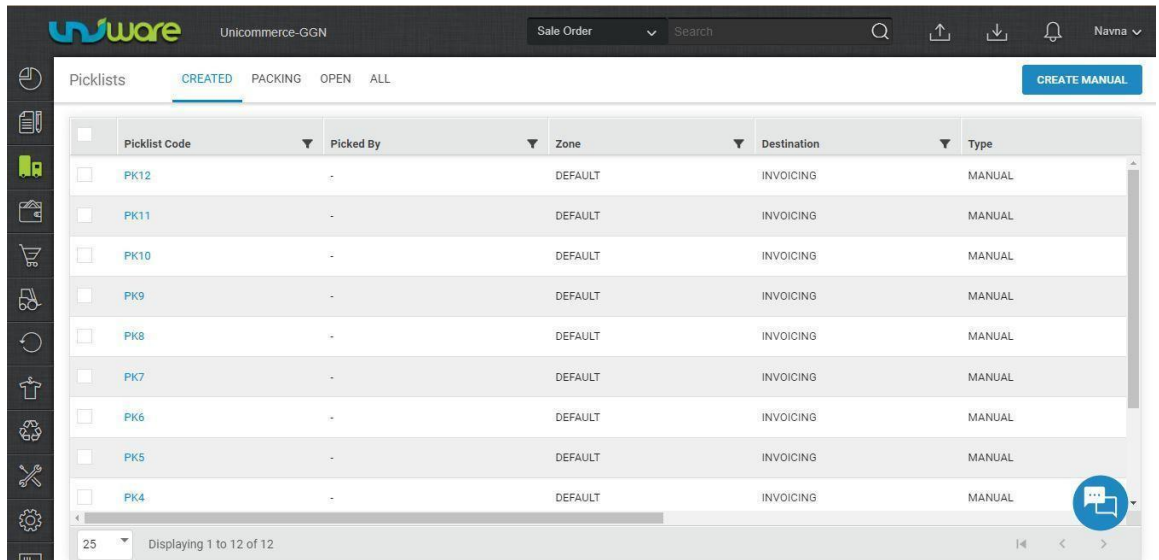 uniware Unicommerce-GGN Sale Order Search Navna
Picklists CREATED PACKING OPEN ALL CREATE MANUAL
Picklist Code Picked By Zone Destination Type
PK12 - DEFAULT INVOICING MANUAL
PK11 - DEFAULT INVOICING MANUAL
PK10 - DEFAULT INVOICING MANUAL
PK9 - DEFAULT INVOICING MANUAL
PK8 - DEFAULT INVOICING MANUAL
PK7 - DEFAULT INVOICING MANUAL
PK6 - DEFAULT INVOICING MANUAL
PK5 - DEFAULT INVOICING MANUAL
PK4 - DEFAULT INVOICING MANUAL
25 Displaying 1 to 12 of 12